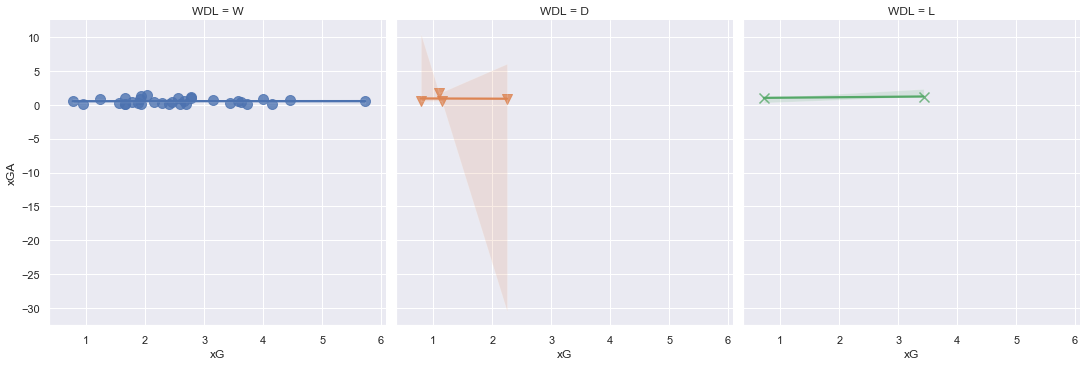 WDL = W
WDL = D
WDL = L
10
5
0
−5
−10
−15
−20
−25
−30
xGA
1 2 3 4 5 6
1 2 3 4 5 6
1 2 3 4 5 6
xG
xG
xG